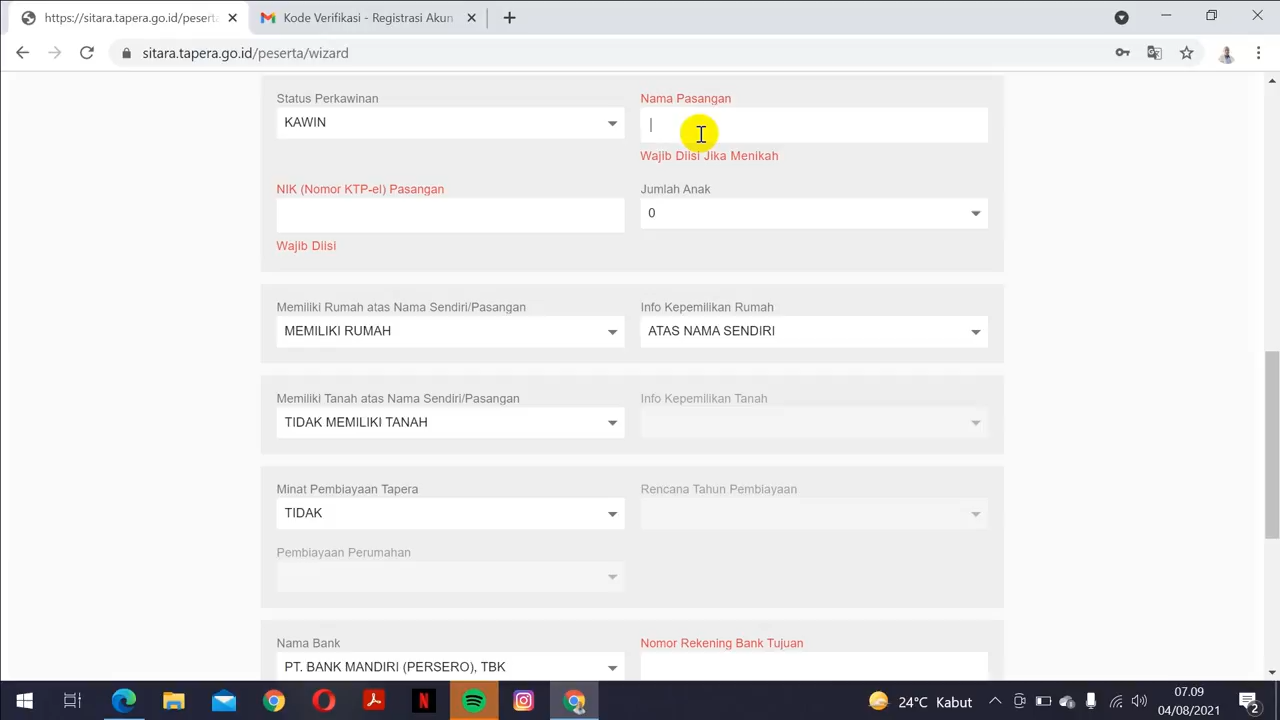 https://sitara.tapera.go.id/pesert
Kode Verifikasi - Registrasi Akun
sitara.tapera.go.id/peserta/wizard
Status Perkawinan
Nama Pasangan
KAWIN
Wajib Diisi Jika Menikah
NIK (Nomor KTP-el) Pasangan
Jumlah Anak
0
Wajib Diisi
Memiliki Rumah atas Nama Sendiri/Pasangan
Info Kepemilikan Rumah
MEMILIKI RUMAH
ATAS NAMA SENDIRI
Memiliki Tanah atas Nama Sendiri/Pasangan
Info Kepemilikan Tanah
TIDAK MEMILIKI TANAH
Minat Pembiayaan Tapera
Rencana Tahun Pembiayaan
TIDAK
Pembiayaan Perumahan
Nama Bank
Nomor Rekening Bank Tujuan
PT. BANK MANDIRI (PERSERO), TBK
24°C Kabut
07.09
04/08/2021
2